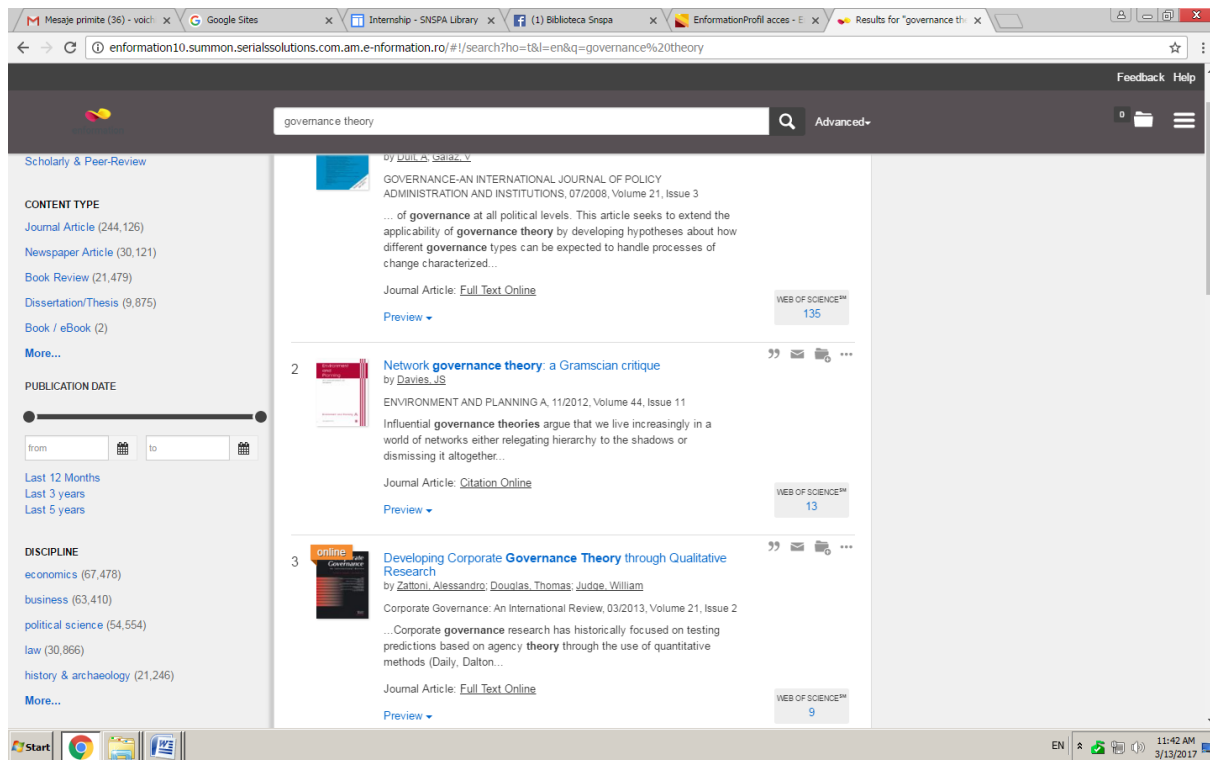 Mesaje primite (36) - voich
Google Sites
Internship - SNSPA Library
(1) Biblioteca Snspa
EnformationProfil acces - E
Results for "governance the
enformation10.summon.serialssolutions.com.am.e-nformation.ro/#!/search?ho=t&l=en&q=governance%20theory
Feedback Help
governance theory
Advanced
0
Scholarly & Peer-Review
CONTENT TYPE
Journal Article (244,126)
Newspaper Article (30,121)
Book Review (21,479)
Dissertation/Thesis (9,875)
Book / eBook (2)
More...
PUBLICATION DATE
from
to
Last 12 Months
Last 3 years
Last 5 years
DISCIPLINE
economics (67,478)
business (63,410)
political science (54,554)
law (30,866)
history & archaeology (21,246)
More...
by Duit, A; Galaz, V
GOVERNANCE-AN INTERNATIONAL JOURNAL OF POLICY
ADMINISTRATION AND INSTITUTIONS, 07/2008, Volume 21, Issue 3
... of governance at all political levels. This article seeks to extend the
applicability of governance theory by developing hypotheses about how
different governance types can be expected to handle processes of
change characterized...
Journal Article: Full Text Online
Preview
WEB OF SCIENCE℠
135
2
Network governance theory: a Gramscian critique
by Davies, JS
ENVIRONMENT AND PLANNING A, 11/2012, Volume 44, Issue 11
Influential governance theories argue that we live increasingly in a
world of networks either relegating hierarchy to the shadows or
dismissing it altogether...
Journal Article: Citation Online
Preview
WEB OF SCIENCE℠
13
3
online
Developing Corporate Governance Theory through Qualitative
Research
by Zattoni, Alessandro; Douglas, Thomas; Judge, William
Corporate Governance: An International Review, 03/2013, Volume 21, Issue 2
...Corporate governance research has historically focused on testing
predictions based on agency theory through the use of quantitative
methods (Daily, Dalton...
Journal Article: Full Text Online
Preview
WEB OF SCIENCE℠
9
Start
EN
11:42 AM
3/13/2017